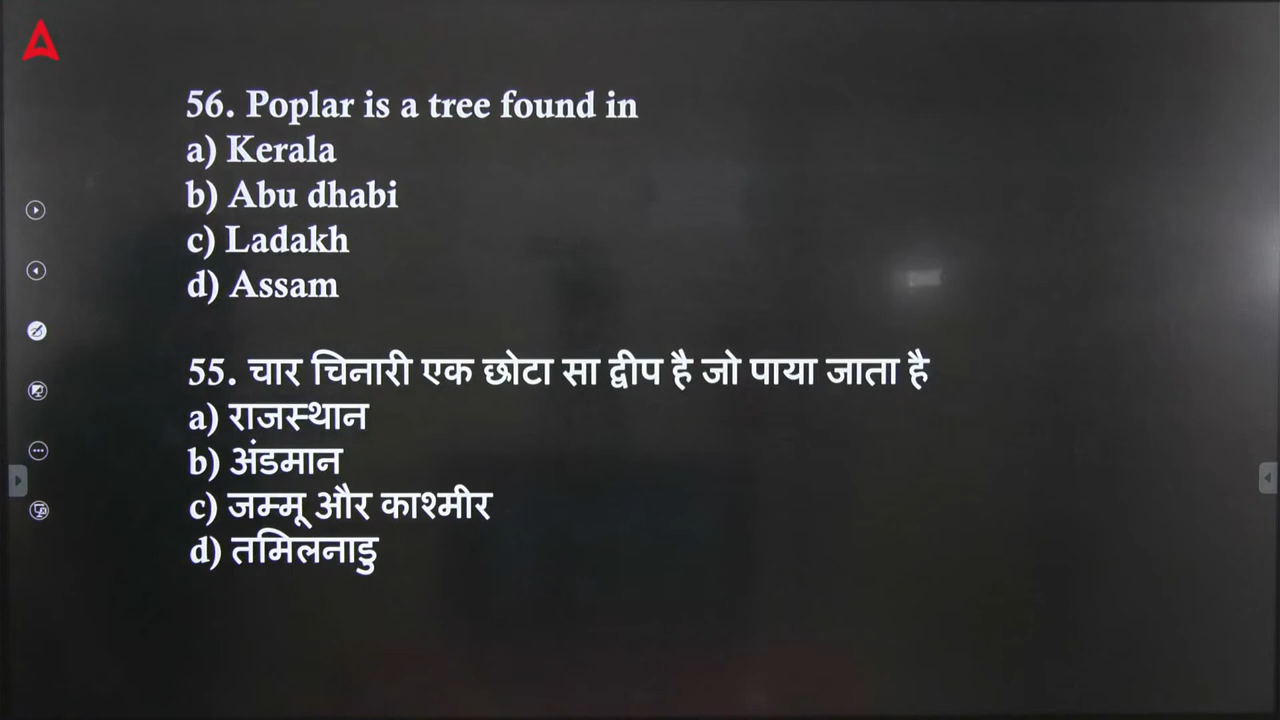 56. Poplar is a tree found in
a) Kerala
b) Abu dhabi
c) Ladakh
d) Assam
55. चार चिनारी एक छोटा सा द्वीप है जो पाया जाता है
a) राजस्थान
b) अंडमान
c) जम्मू और काश्मीर
d) तमिलनाडु